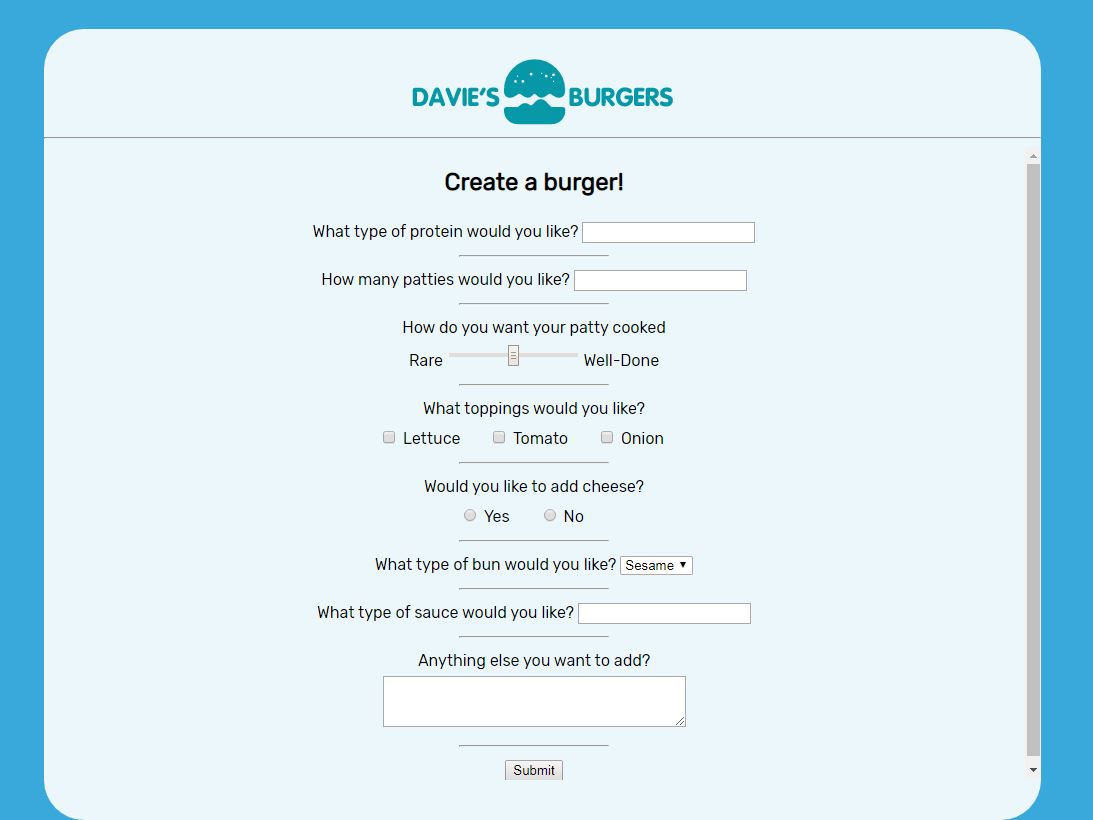 DAVIE'S BURGERS
Create a burger!
What type of protein would you like?
How many patties would you like?
How do you want your patty cooked
Rare Well-Done
What toppings would you like?
Lettuce Tomato Onion
Would you like to add cheese?
Yes No
What type of bun would you like? Sesame
What type of sauce would you like?
Anything else you want to add?
Submit